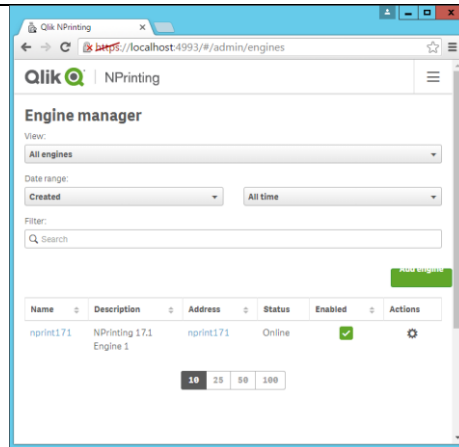 Qlik NPrinting
https://localhost:4993/#/admin/engines
Qlik NPrinting
Engine manager
View:
All engines
Date range:
Created All time
Filter:
Search
Add engine
Name Description Address Status Enabled Actions
nprint171 NPrinting 17.1 nprint171 Online
Engine 1
10 25 50 100